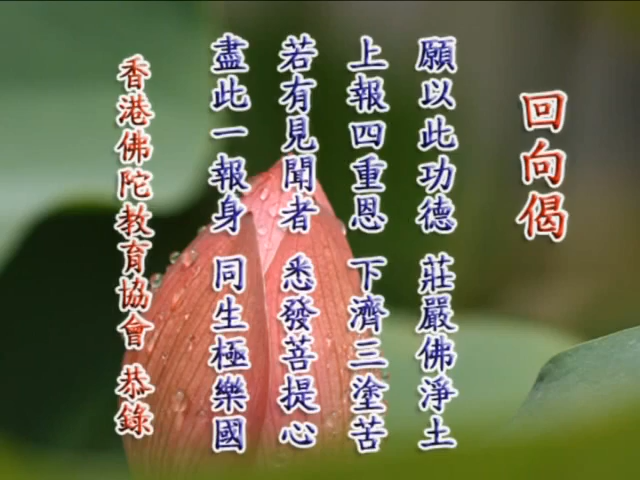 回向偈
願以此功德 莊嚴佛淨土
上報四重恩 下濟三塗苦
若有見聞者 悉發菩提心
盡此一報身 同生極樂國
香港佛陀教育協會 恭錄